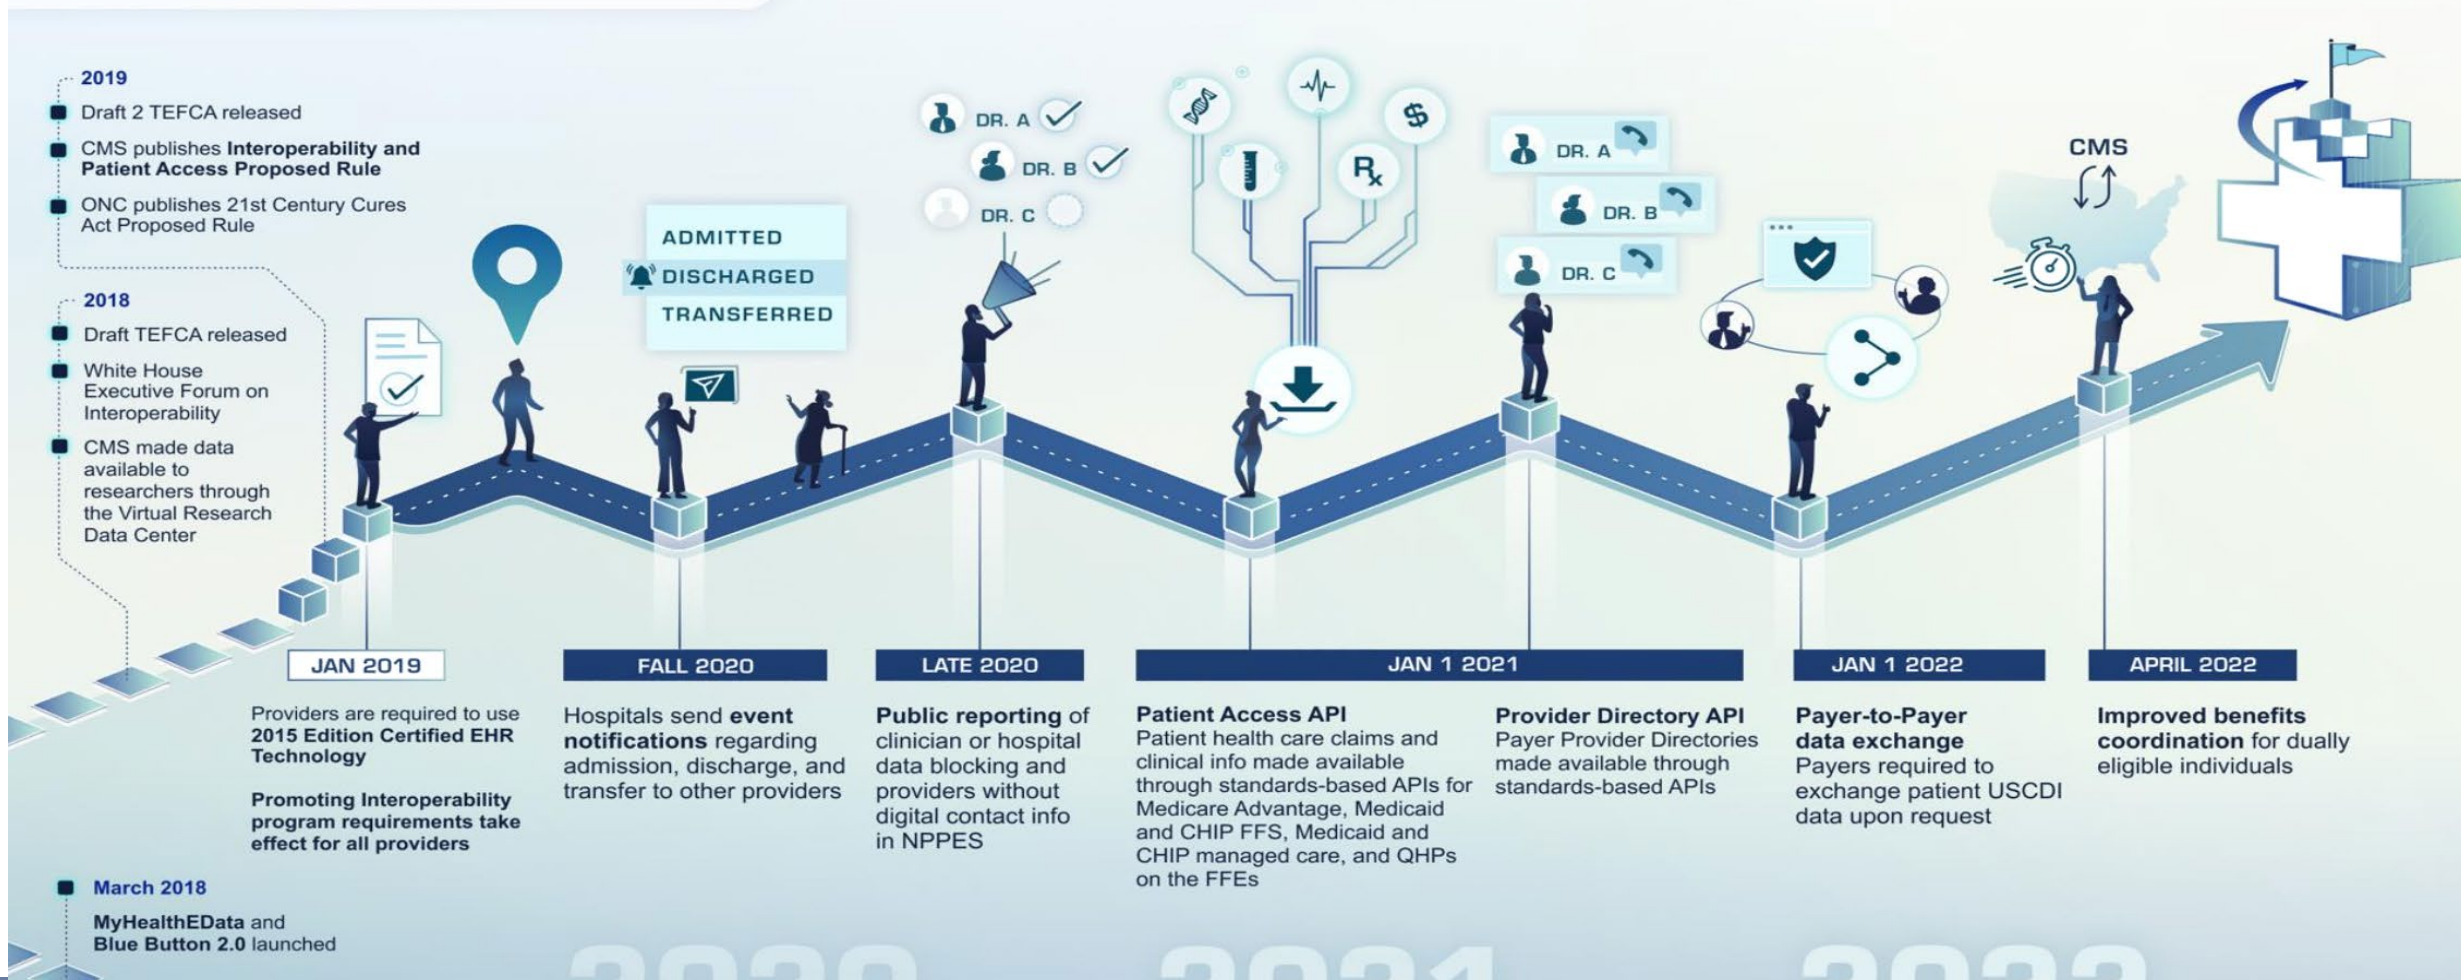 2019
Draft 2 TEFCA released
CMS publishes Interoperability and
Patient Access Proposed Rule
ONC publishes 21st Century Cures
Act Proposed Rule
2018
Draft TEFCA released
White House
Executive Forum on
Interoperability
CMS made data
available to
researchers through
the Virtual Research
Data Center
ADMITTED
DISCHARGED
TRANSFERRED
DR. A
DR. B
DR. C
$
Rx
DR. A
DR. B
DR. C
CMS
JAN 2019
Providers are required to use
2015 Edition Certified EHR
Technology
Promoting Interoperability
program requirements take
effect for all providers
FALL 2020
Hospitals send event
notifications regarding
admission, discharge, and
transfer to other providers
LATE 2020
Public reporting of
clinician or hospital
data blocking and
providers without
digital contact info
in NPPES
JAN 1 2021
Patient Access API
Patient health care claims and
clinical info made available
through standards-based APIs for
Medicare Advantage, Medicaid
and CHIP FFS, Medicaid and
CHIP managed care, and QHPs
on the FFEs
Provider Directory API
Payer Provider Directories
made available through
standards-based APIs
JAN 1 2022
Payer-to-Payer
data exchange
Payers required to
exchange patient USCDI
data upon request
APRIL 2022
Improved benefits
coordination for dually
eligible individuals
March 2018
MyHealthEData and
Blue Button 2.0 launched
2020
2021
2022